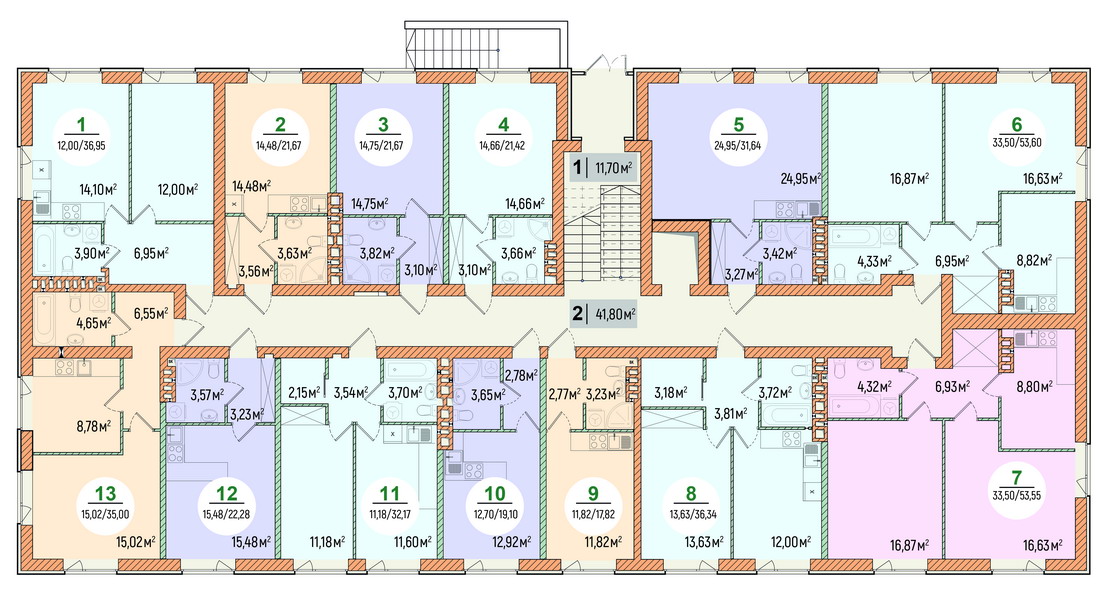 1
12,00/36,95
14,10м²
12,00м²
3,90м²
6,95м²
2
14,48/21,67
14,48м²
3,56м²
3,63м²
3
14,75/21,67
14,75м²
3,82м²
3,10м²
4
14,66/21,42
14,66м²
3,10м²
3,66м²
1 11,70м²
2 41,80м²
5
24,95/31,64
24,95м²
3,27м²
3,42м²
6
33,50/53,60
16,87м²
16,63м²
4,33м²
6,95м²
8,82м²
4,65м²
6,55м²
8,78м²
13
15,02/35,00
15,02м²
3,57м²
3,23м²
12
15,48/22,28
15,48м²
2,15м²
3,54м²
3,70м²
11
11,18/32,17
11,18м²
11,60м²
3,65м²
2,78м²
10
12,70/19,10
12,92м²
2,77м²
3,23м²
9
11,82/17,82
11,82м²
3,18м²
3,81м²
3,72м²
8
13,63/36,34
13,63м²
12,00м²
4,32м²
6,93м²
8,80м²
7
33,50/53,55
16,87м²
16,63м²